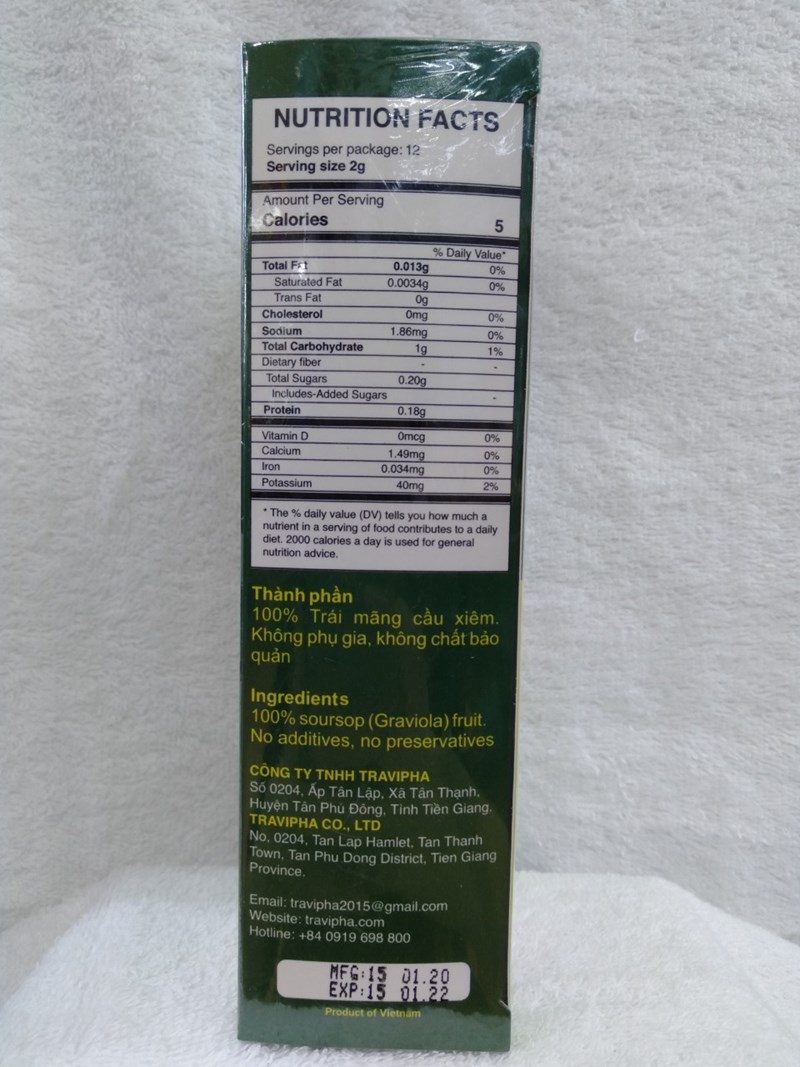 NUTRITION FACTS
Servings per package: 12
Serving size 2g
Amount Per Serving
Calories 5
% Daily Value*
Total Fat 0.013g 0%
Saturated Fat 0.0034g 0%
Trans Fat 0g
Cholesterol 0mg 0%
Sodium 1.86mg 0%
Total Carbohydrate 1g 1%
Dietary fiber - -
Total Sugars 0.20g
Includes-Added Sugars -
Protein 0.18g
Vitamin D 0mcg 0%
Calcium 1.49mg 0%
Iron 0.034mg 0%
Potassium 40mg 2%
* The % daily value (DV) tells you how much a
nutrient in a serving of food contributes to a daily
diet. 2000 calories a day is used for general
nutrition advice.
Thành phần
100% Trái mãng cầu xiêm.
Không phụ gia, không chất bảo
quản
Ingredients
100% soursop (Graviola) fruit.
No additives, no preservatives
CÔNG TY TNHH TRAVIPHA
Số 0204, Ấp Tân Lập, Xã Tân Thạnh,
Huyện Tân Phú Đông, Tỉnh Tiền Giang.
TRAVIPHA CO., LTD
No, 0204, Tan Lap Hamlet, Tan Thanh
Town, Tan Phu Dong District, Tien Giang
Province.
Email: travipha2015@gmail.com
Website: travipha.com
Hotline: +84 0919 698 800
MFG:15 01.20
EXP:15 01.22
Product of Vietnam